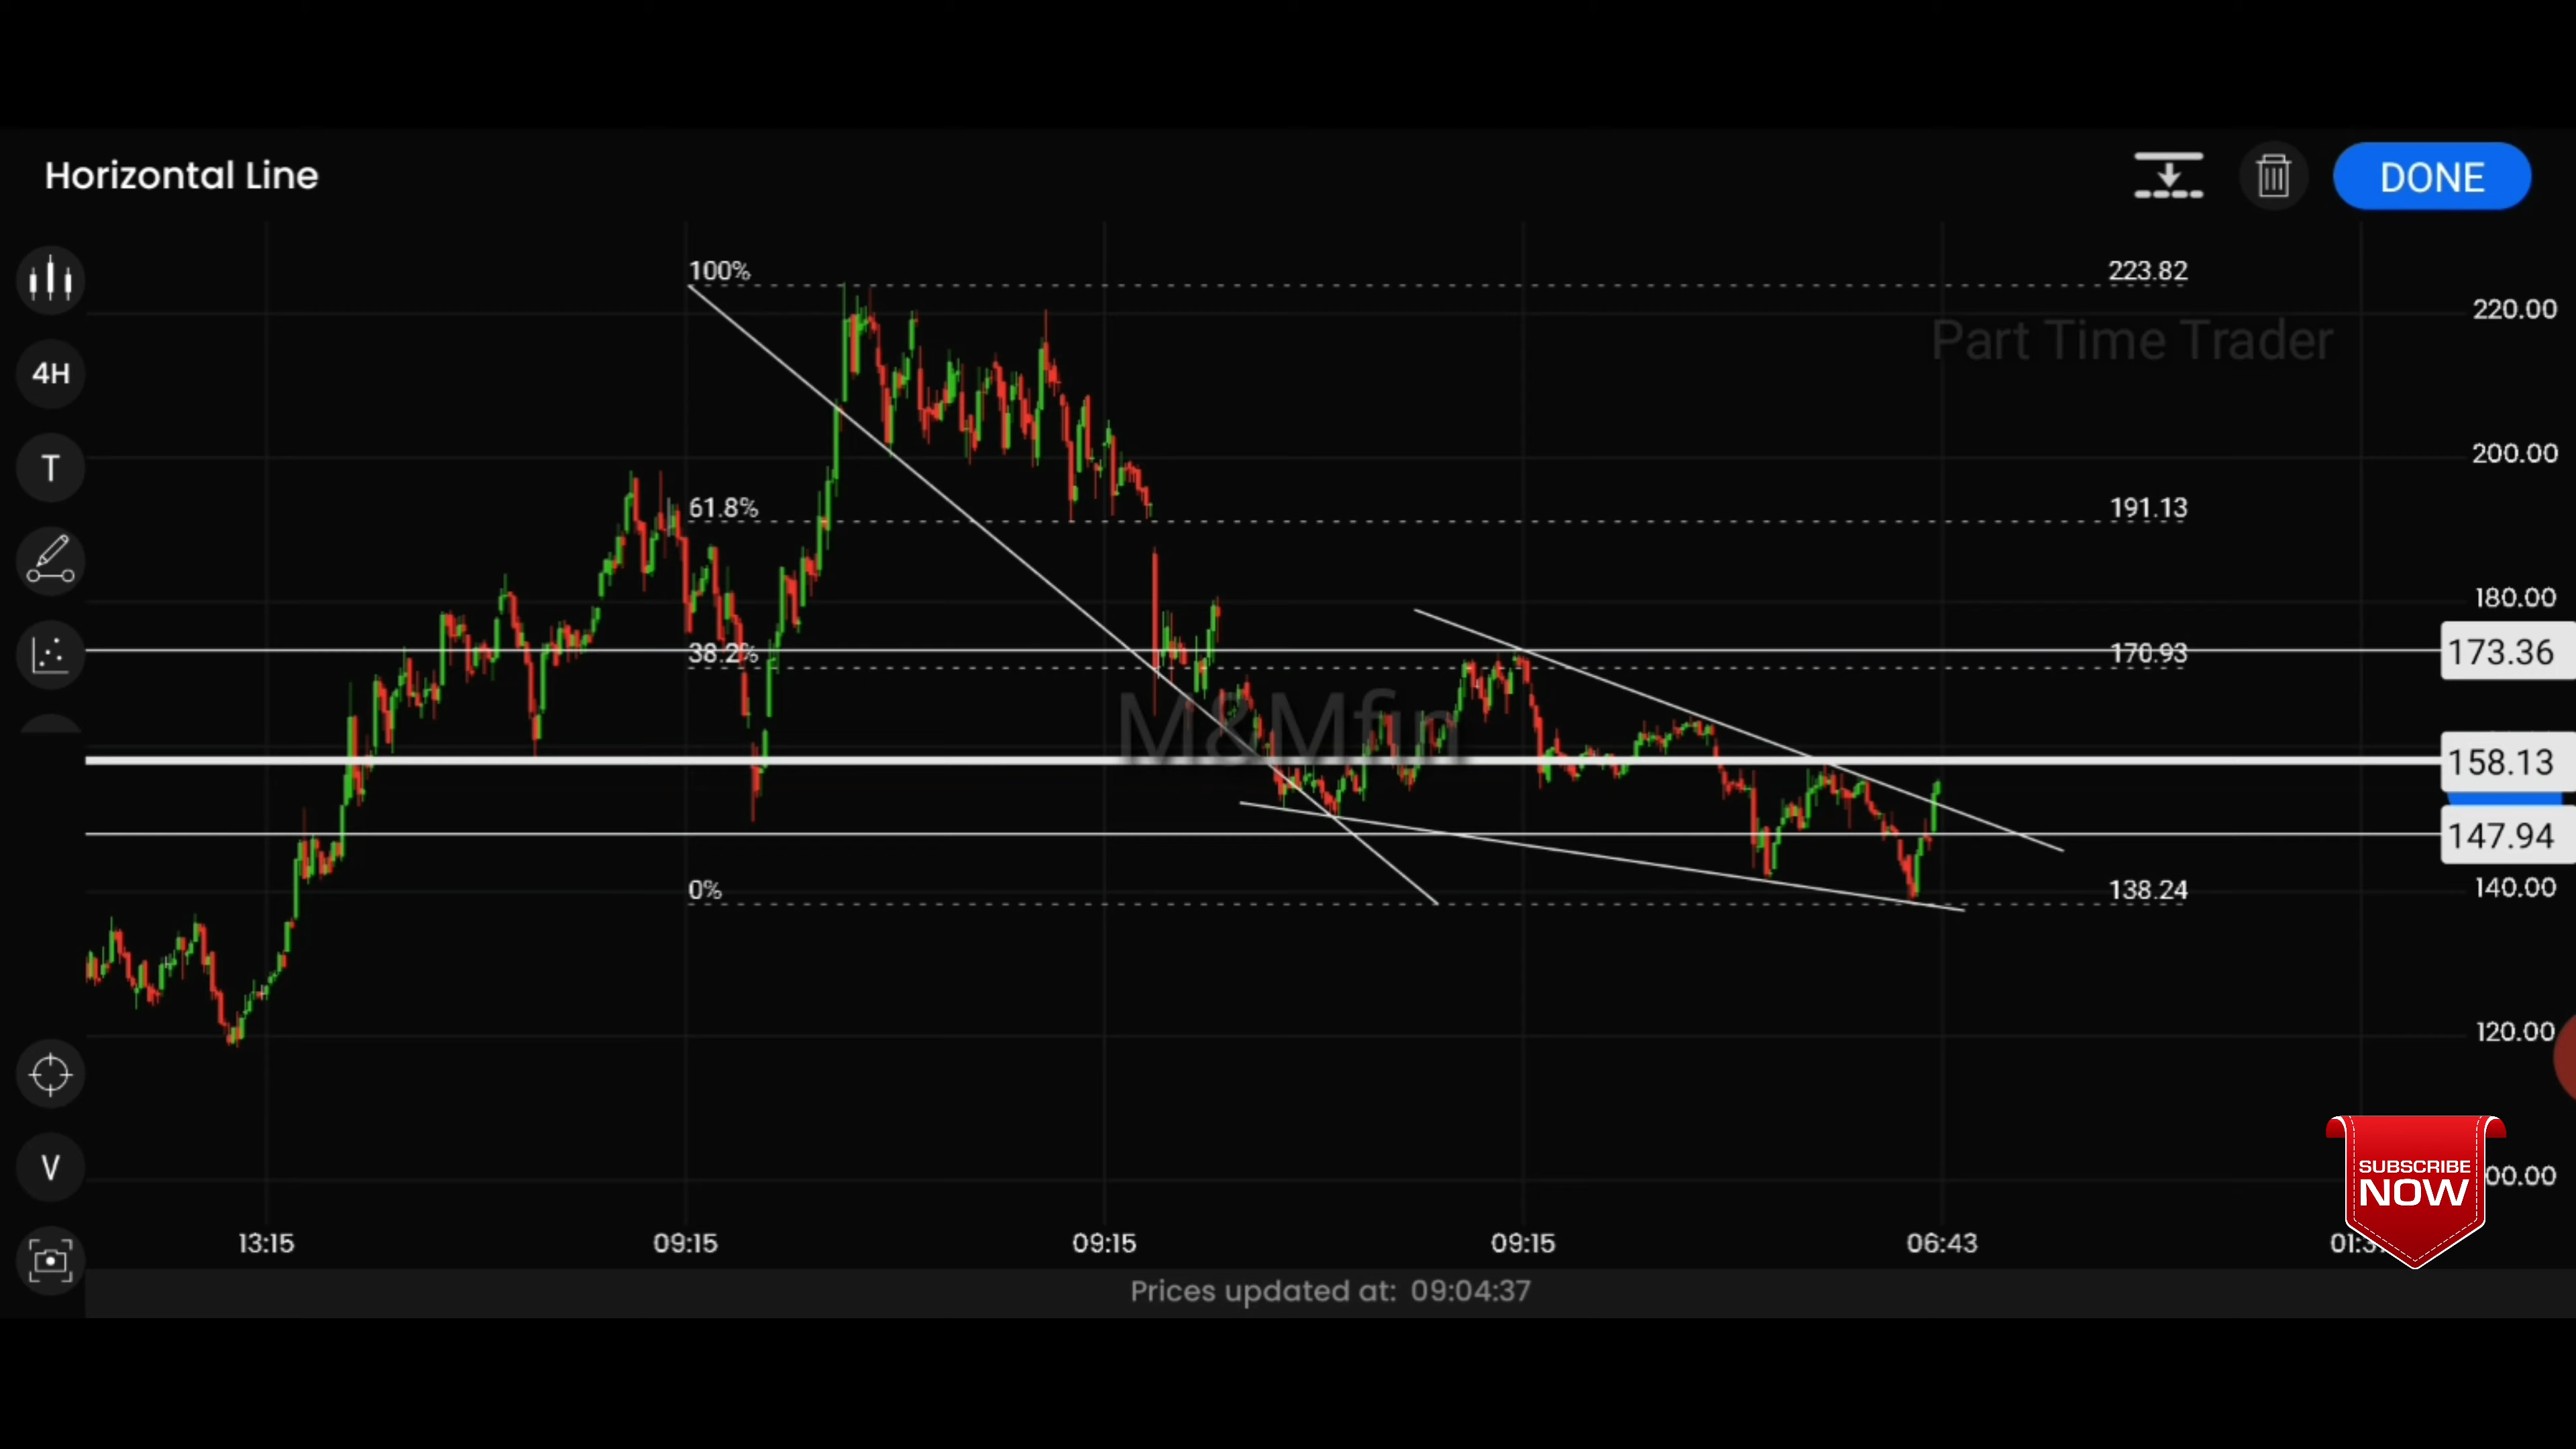 Horizontal Line
DONE
4H
T
V
100%
223.82
220.00
Part Time Trader
200.00
61.8%
191.13
180.00
38.2%
170.93
173.36
M&Mfin
158.13
147.94
0%
138.24
140.00
120.00
SUBSCRIBE
NOW
13:15
09:15
09:15
09:15
06:43
Prices updated at: 09:04:37